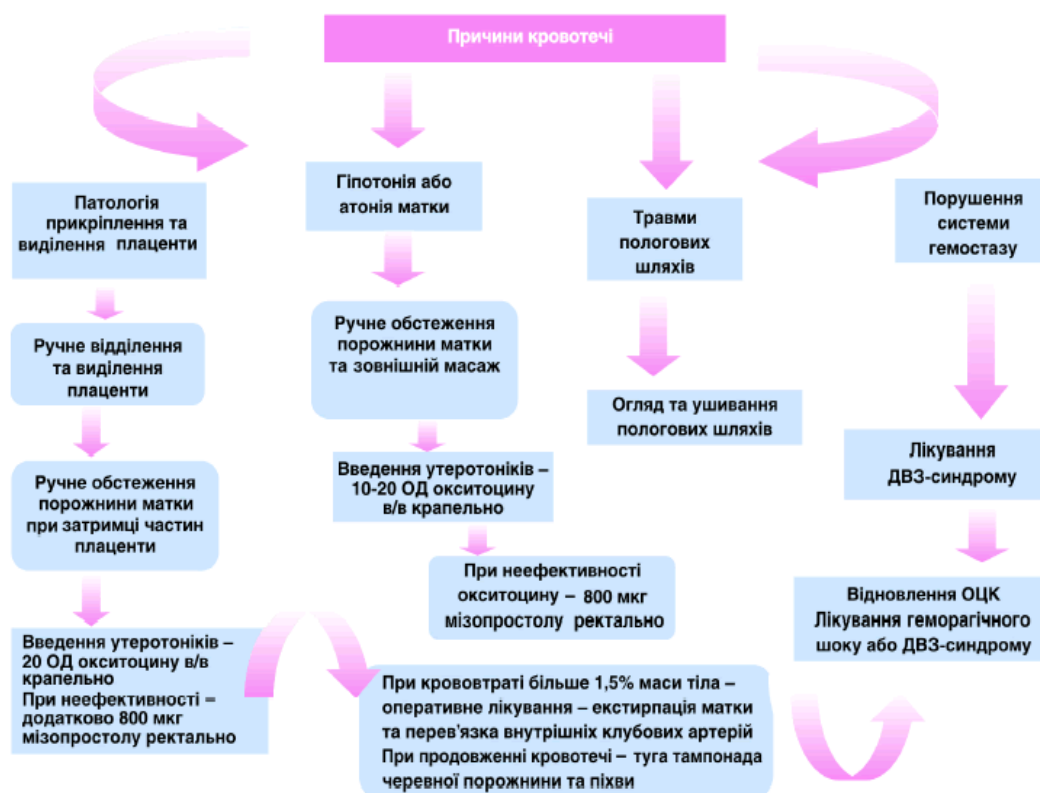 Причини кровотечі
Патологія
прикріплення та
виділення плаценти
Ручне відділення
та виділення
плаценти
Ручне обстеження
порожнини матки
при затримці частин
плаценти
Введення утеротоніків –
20 ОД окситоцину в/в
крапельно
При неефективності –
додатково 800 мкг
мізопростолу ректально
Гіпотонія або
атонія матки
Ручне обстеження
порожнини матки
та зовнішній масаж
Введення утеротоніків –
10-20 ОД окситоцину
в/в крапельно
При неефективності
окситоцину – 800 мкг
мізопростолу ректально
При крововтраті більше 1,5% маси тіла –
оперативне лікування – екстирпація матки
та перев'язка внутрішніх клубових артерій
При продовженні кровотечі – туга тампонада
черевної порожнини та піхви
Травми
пологових
шляхів
Огляд та ушивання
пологових шляхів
Порушення
системи
гемостазу
Лікування
ДВЗ-синдрому
Відновлення ОЦК
Лікування геморагічного
шоку або ДВЗ-синдрому